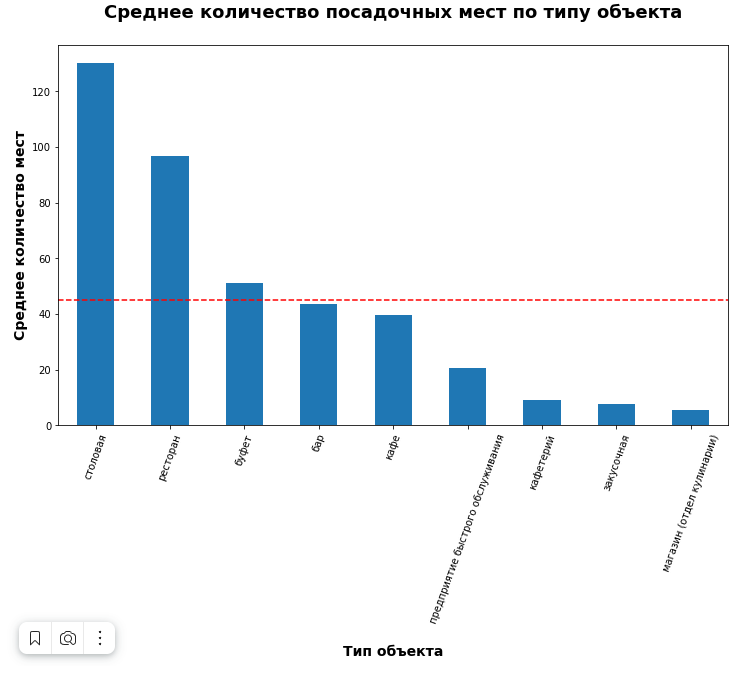 Среднее количество посадочных мест по типу объекта
Среднее количество мест
120
100
80
60
40
20
0
столовая
ресторан
буфет
бар
кафе
предприятие быстрого обслуживания
кафетерий
закусочная
магазин (отдел кулинарии)
Тип объекта